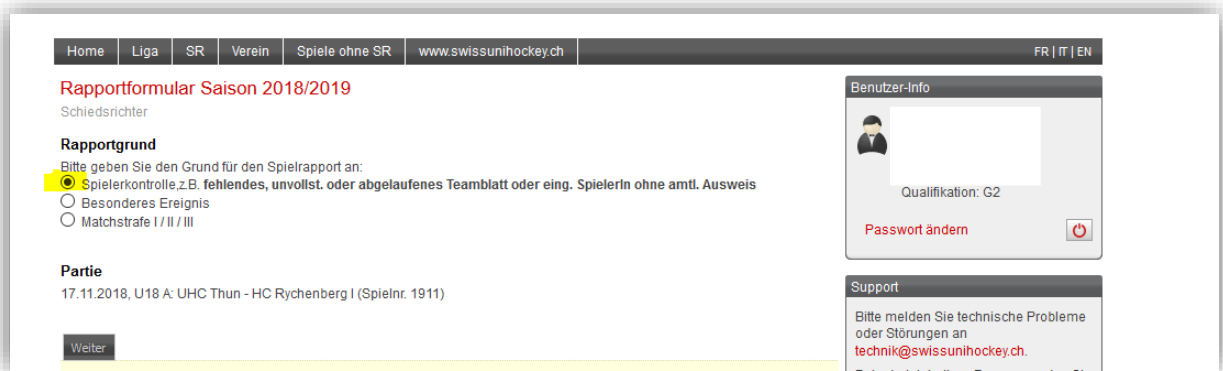 Home Liga SR Verein Spiele ohne SR www.swissunihockey.ch FR | IT | EN
Rapportformular Saison 2018/2019
Schiedsrichter
Rapportgrund
Bitte geben Sie den Grund für den Spielrapport an:
Spielerkontrolle,z.B. fehlendes, unvollst. oder abgelaufenes Teamblatt oder eing. SpielerIn ohne amtl. Ausweis
Besonderes Ereignis
Matchstrafe I / II / III
Partie
17.11.2018, U18 A: UHC Thun - HC Rychenberg I (Spielnr. 1911)
Weiter
Benutzer-Info
Qualifikation: G2
Passwort ändern
Support
Bitte melden Sie technische Probleme
oder Störungen an
technik@swissunihockey.ch.